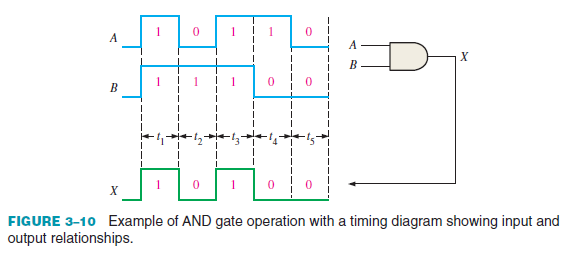 A 1 0 1 1 0
A
B
X
B 1 1 1 0 0
t1 t2 t3 t4 t5
X 1 0 1 0 0
FIGURE 3–10 Example of AND gate operation with a timing diagram showing input and
output relationships.